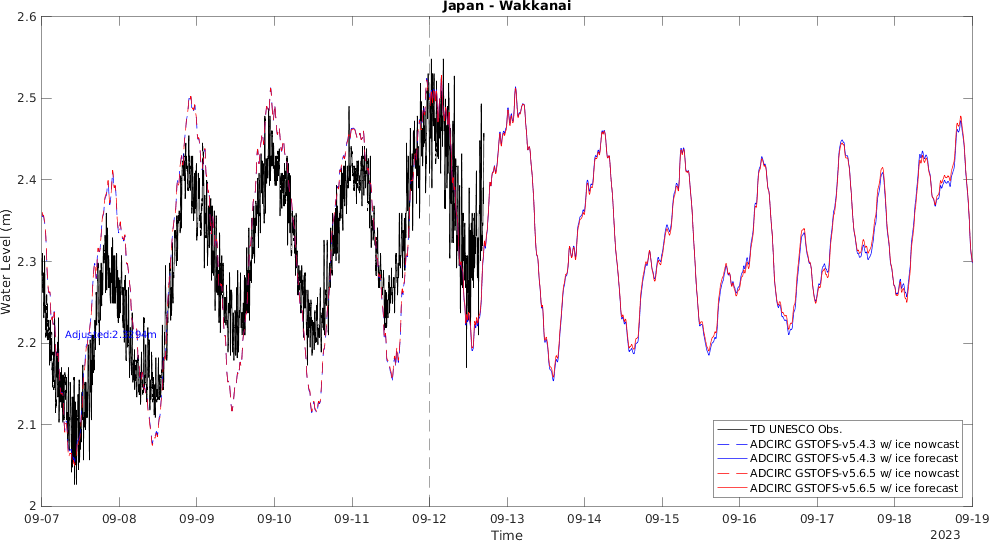 Japan - Wakkanai
Water Level (m)
2.6
2.5
2.4
2.3
2.2
2.1
2
09-07
09-08
09-09
09-10
09-11
09-12
09-13
09-14
09-15
09-16
09-17
09-18
09-19
Time
2023
TD UNESCO Obs.
ADCIRC GSTOFS-v5.4.3 w/ ice nowcast
ADCIRC GSTOFS-v5.4.3 w/ ice forecast
ADCIRC GSTOFS-v5.6.5 w/ ice nowcast
ADCIRC GSTOFS-v5.6.5 w/ ice forecast